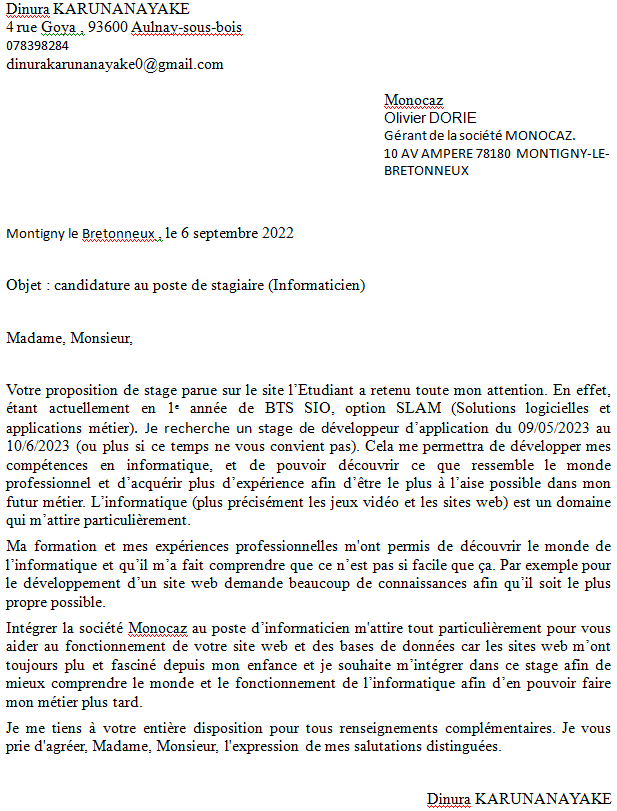 Dinura KARUNANAYAKE
4 rue Goya , 93600 Aulnay-sous-bois
078398284
dinurakarunanayake0@gmail.com
Monocaz
Olivier DORIE
Gérant de la société MONOCAZ.
10 AV AMPERE 78180 MONTIGNY-LE-
BRETONNEUX
Montigny le Bretonneux , le 6 septembre 2022
Objet : candidature au poste de stagiaire (Informaticien)
Madame, Monsieur,
Votre proposition de stage parue sur le site l’Etudiant a retenu toute mon attention. En effet,
étant actuellement en 1e année de BTS SIO, option SLAM (Solutions logicielles et
applications métier). Je recherche un stage de développeur d’application du 09/05/2023 au
10/6/2023 (ou plus si ce temps ne vous convient pas). Cela me permettra de développer mes
compétences en informatique, et de pouvoir découvrir ce que ressemble le monde
professionnel et d’acquérir plus d’expérience afin d’être le plus à l’aise possible dans mon
futur métier. L’informatique (plus précisément les jeux vidéo et les sites web) est un domaine
qui m’attire particulièrement.
Ma formation et mes expériences professionnelles m'ont permis de découvrir le monde de
l’informatique et qu’il m’a fait comprendre que ce n’est pas si facile que ça. Par exemple pour
le développement d’un site web demande beaucoup de connaissances afin qu’il soit le plus
propre possible.
Intégrer la société Monocaz au poste d’informaticien m'attire tout particulièrement pour vous
aider au fonctionnement de votre site web et des bases de données car les sites web m’ont
toujours plu et fasciné depuis mon enfance et je souhaite m’intégrer dans ce stage afin de
mieux comprendre le monde et le fonctionnement de l’informatique afin d’en pouvoir faire
mon métier plus tard.
Je me tiens à votre entière disposition pour tous renseignements complémentaires. Je vous
prie d'agréer, Madame, Monsieur, l'expression de mes salutations distinguées.
Dinura KARUNANAYAKE